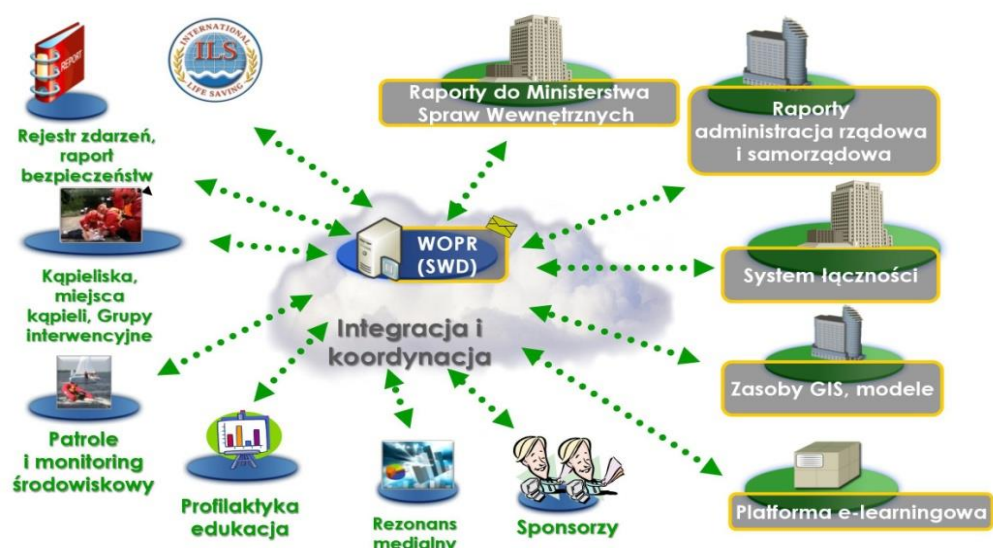 REPORT
INTERNATIONAL
ILS
LIFE SAVING
Raporty do Ministerstwa
Spraw Wewnętrznych
Raporty
administracja rządowa
i samorządowa
Rejestr zdarzeń,
raport
bezpieczeństw
WOPR
(SWD)
System łączności
Kąpieliska,
miejsca
kąpieli, Grupy
interwencyjne
Integracja i
koordynacja
Zasoby GIS, modele
Patrole
i monitoring
środowiskowy
Profilaktyka
edukacja
Rezonans
medialny
Sponsorzy
Platforma e-learningowa